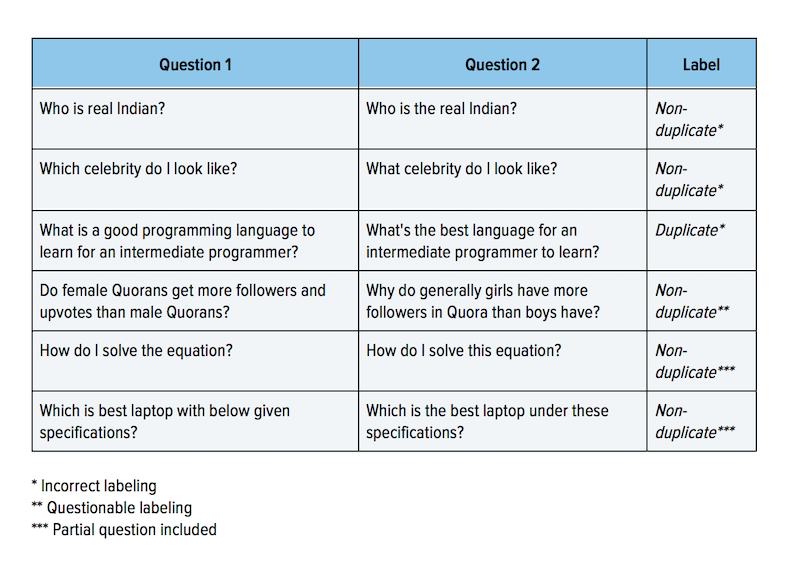 Question 1 Question 2 Label
Who is real Indian? Who is the real Indian? Non-
duplicate*
Which celebrity do I look like? What celebrity do I look like? Non-
duplicate*
What is a good programming language to What's the best language for an Duplicate*
learn for an intermediate programmer? intermediate programmer to learn?
Do female Quorans get more followers and Why do generally girls have more Non-
upvotes than male Quorans? followers in Quora than boys have? duplicate**
How do I solve the equation? How do I solve this equation? Non-
duplicate***
Which is best laptop with below given Which is the best laptop under these Non-
specifications? specifications? duplicate***
* Incorrect labeling
** Questionable labeling
*** Partial question included